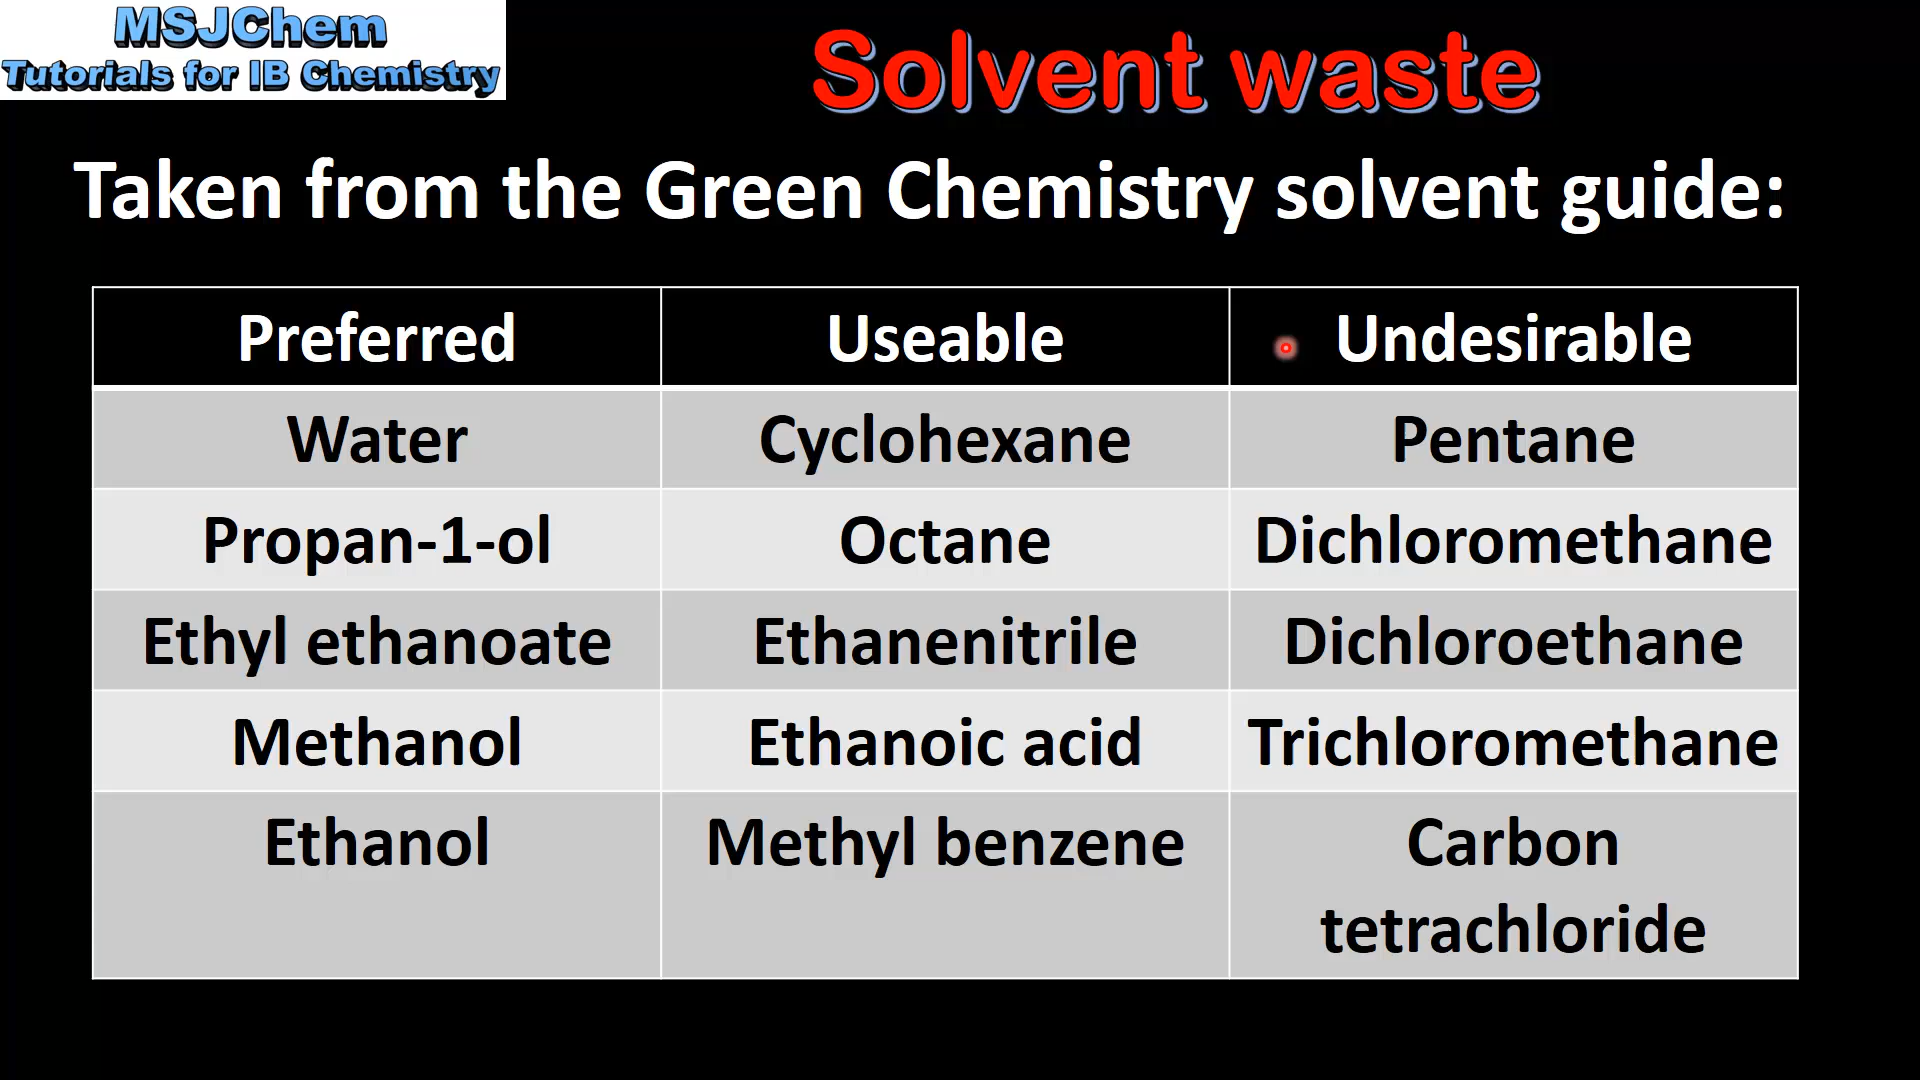 MSJChem
Tutorials for IB Chemistry
Solvent waste
Taken from the Green Chemistry solvent guide:
Preferred Useable Undesirable
Water Cyclohexane Pentane
Propan-1-ol Octane Dichloromethane
Ethyl ethanoate Ethanenitrile Dichloroethane
Methanol Ethanoic acid Trichloromethane
Ethanol Methyl benzene Carbon
tetrachloride